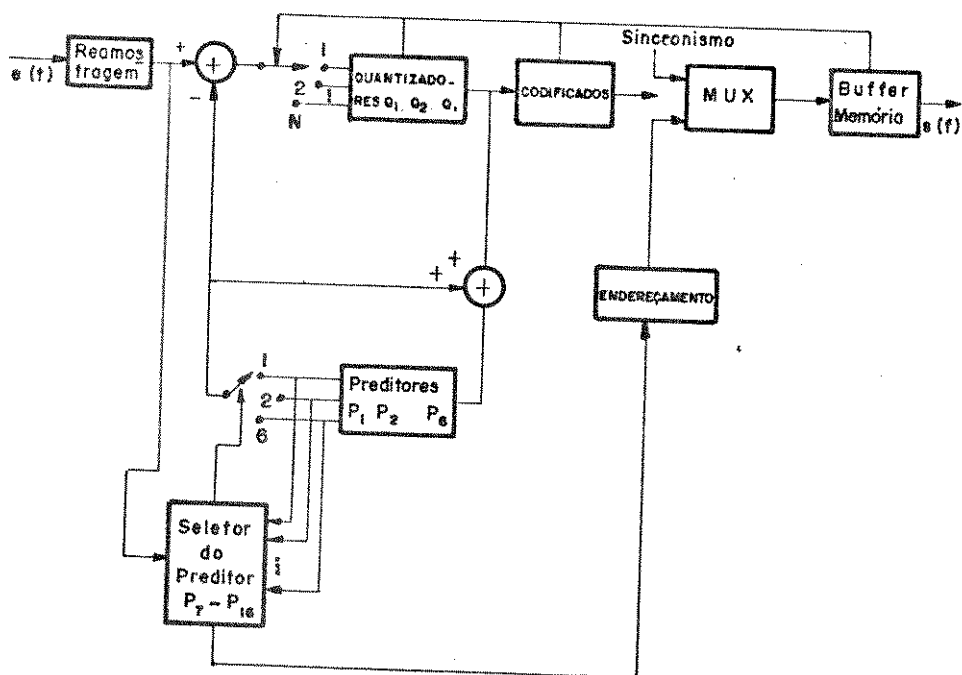 e (t)
Reamos
tragem
+
+
-
1
2
N
1
QUANTIZADO-
RES Q1. Q2 Q.
CODIFICADOS
Sincronismo
MUX
Buffer
Memória
s (f)
+
+
+
ENDEREÇAMENTO
1
2
6
Preditores
P1 P2 P6
Seletor
do
Preditor
P7 - P16